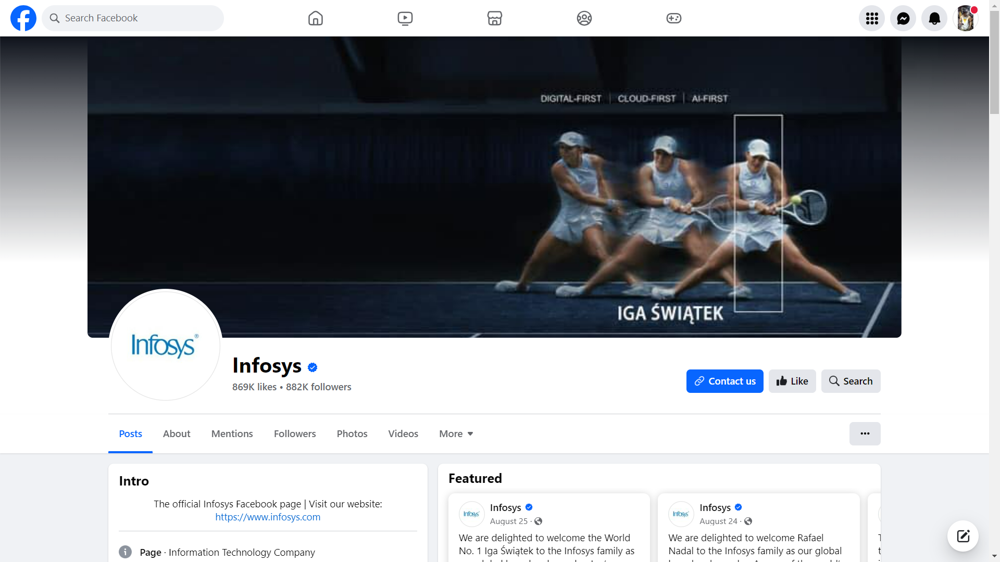 Search Facebook
DIGITAL-FIRST | CLOUD-FIRST | AI-FIRST
IGA ŚWIĄTEK
Infosys®
Infosys
869K likes • 882K followers
Contact us
Like
Search
Posts
About
Mentions
Followers
Photos
Videos
More
Intro
The official Infosys Facebook page | Visit our website:
https://www.infosys.com
Page · Information Technology Company
Featured
Infosys
Infosys
August 25 ·
We are delighted to welcome the World
No. 1 Iga Świątek to the Infosys family as
Infosys
Infosys
August 24 ·
We are delighted to welcome Rafael
Nadal to the Infosys family as our global